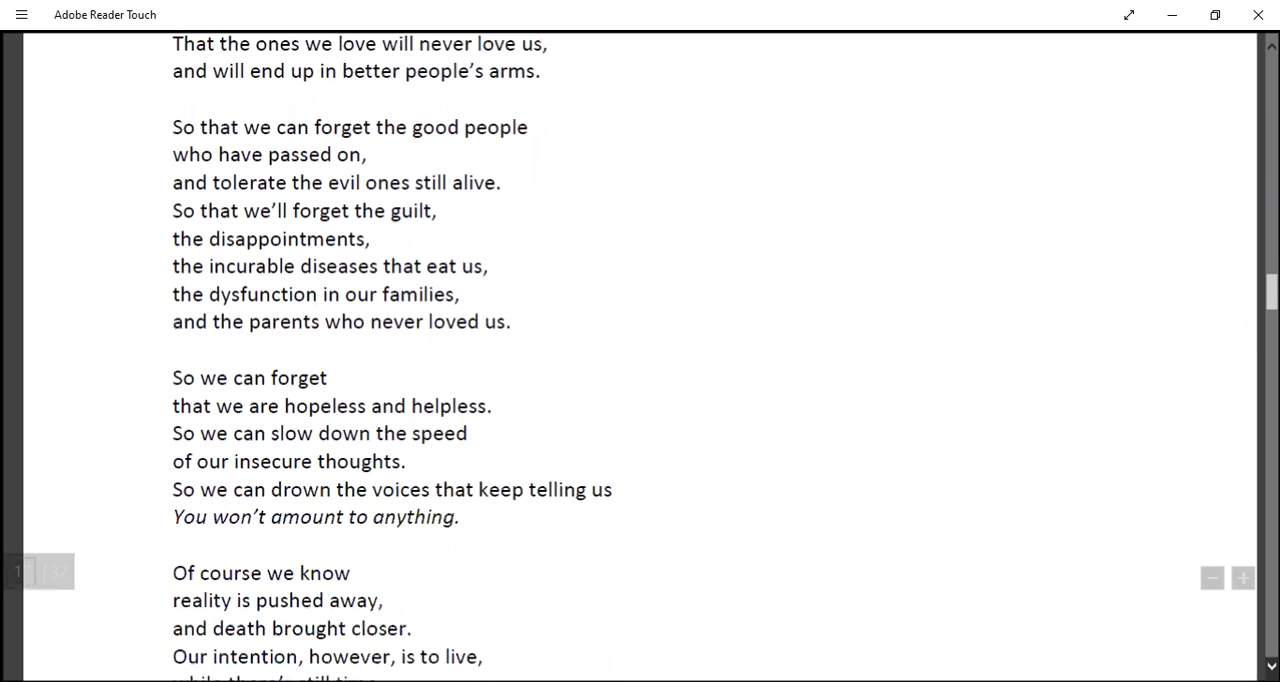 Adobe Reader Touch
That the ones we love will never love us,
and will end up in better people's arms.
So that we can forget the good people
who have passed on,
and tolerate the evil ones still alive.
So that we'll forget the guilt,
the disappointments,
the incurable diseases that eat us,
the dysfunction in our families,
and the parents who never loved us.
So we can forget
that we are hopeless and helpless.
So we can slow down the speed
of our insecure thoughts.
So we can drown the voices that keep telling us
You won't amount to anything.
Of course we know
reality is pushed away,
and death brought closer.
Our intention, however, is to live,
while there's still time